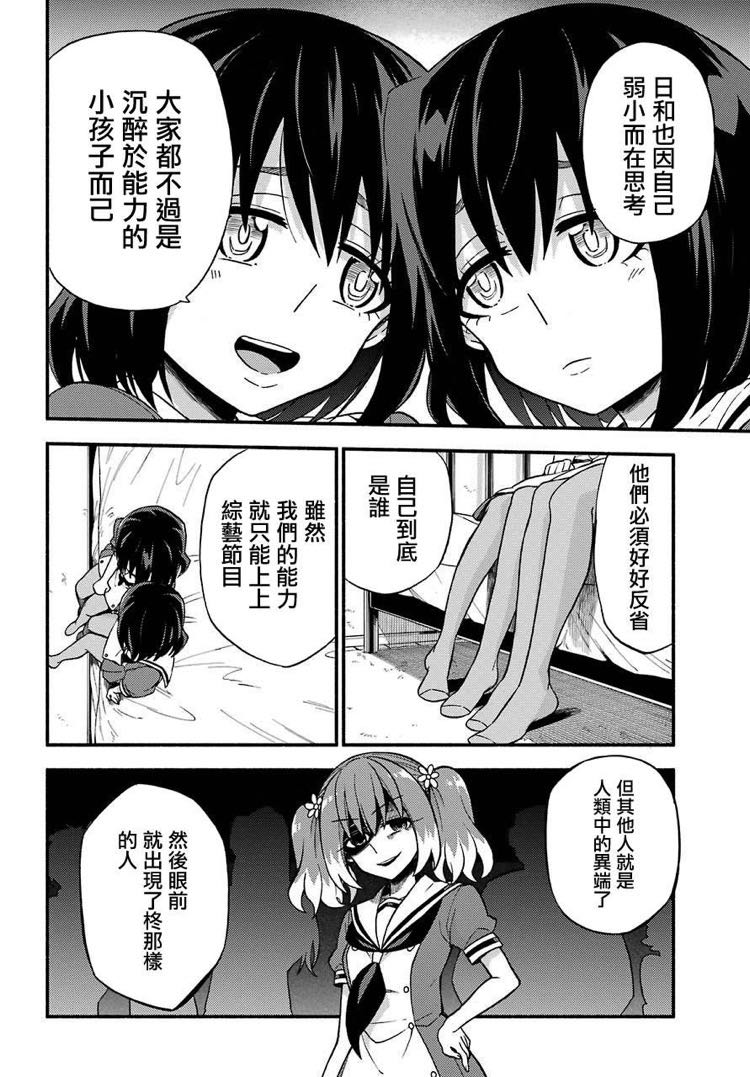 日和也因自己
弱小而在思考
大家都不過是
沉醉於能力的
小孩子而已
他們必須好好反省
自己到底
是誰
雖然
我們的能力
就只能上上
綜藝節目
但其他人就是
人類中的異端了
然後眼前
就出現了柊那樣
的人